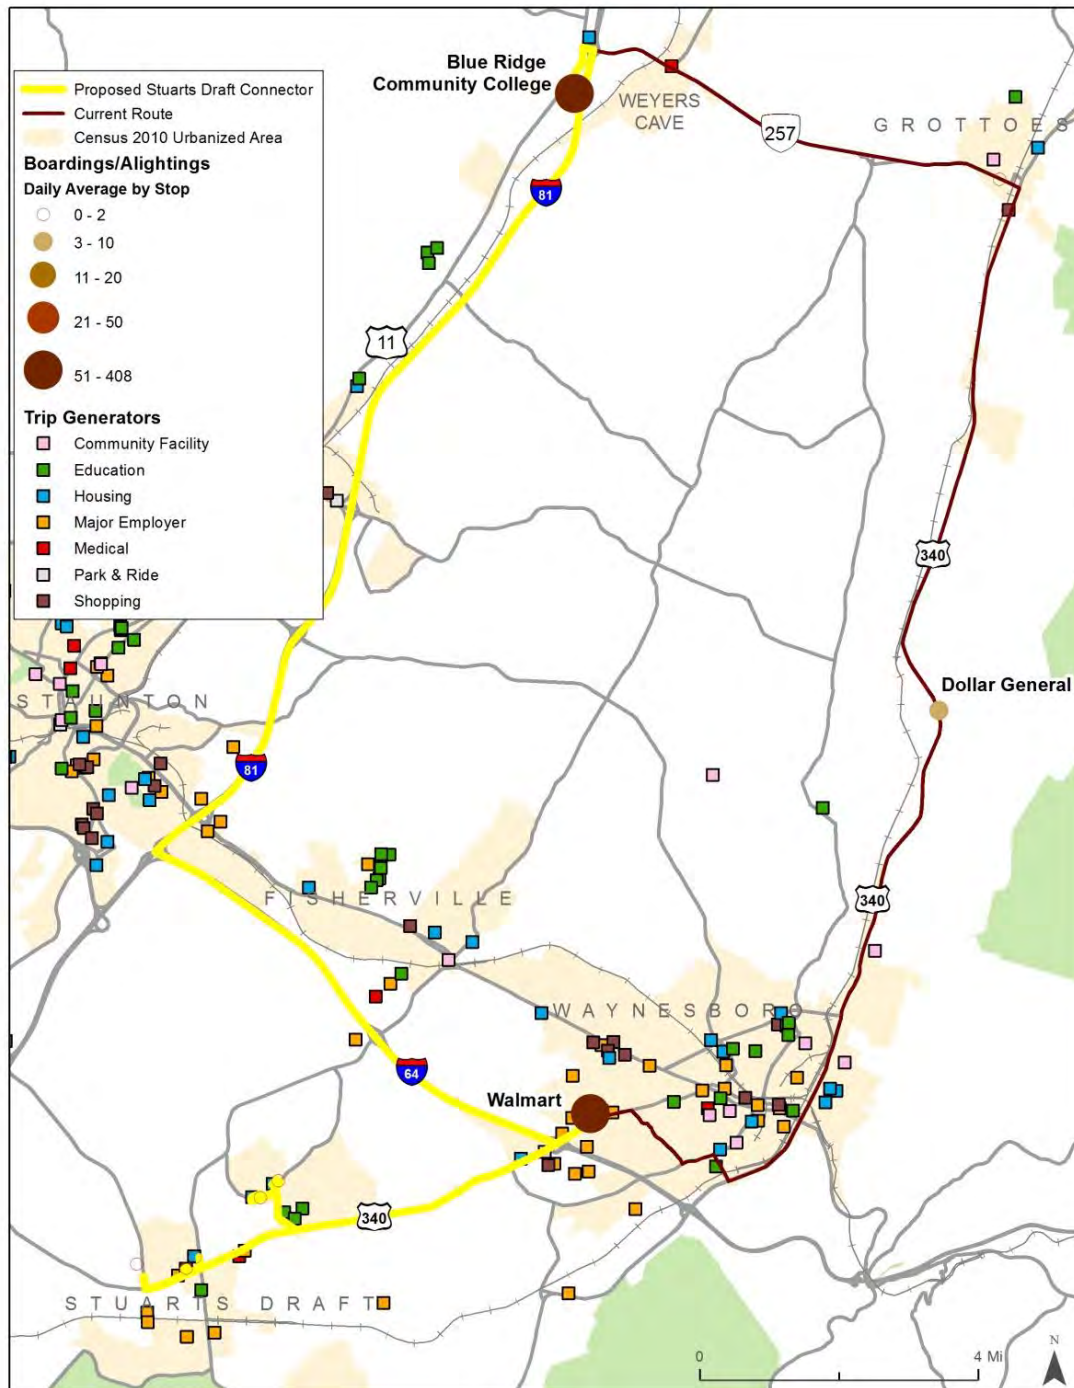 Blue Ridge
Community College
WEYERS
CAVE
257
GROTTOES
Proposed Stuarts Draft Connector
Current Route
Census 2010 Urbanized Area
Boardings/Alightings
Daily Average by Stop
0 - 2
3 - 10
11 - 20
21 - 50
51 - 408
Trip Generators
Community Facility
Education
Housing
Major Employer
Medical
Park & Ride
Shopping
81
11
340
Dollar General
STAUNTON
81
340
FISHERVILLE
WAYNESBORO
64
Walmart
340
STUARTS DRAFT
0 4 Mi
N